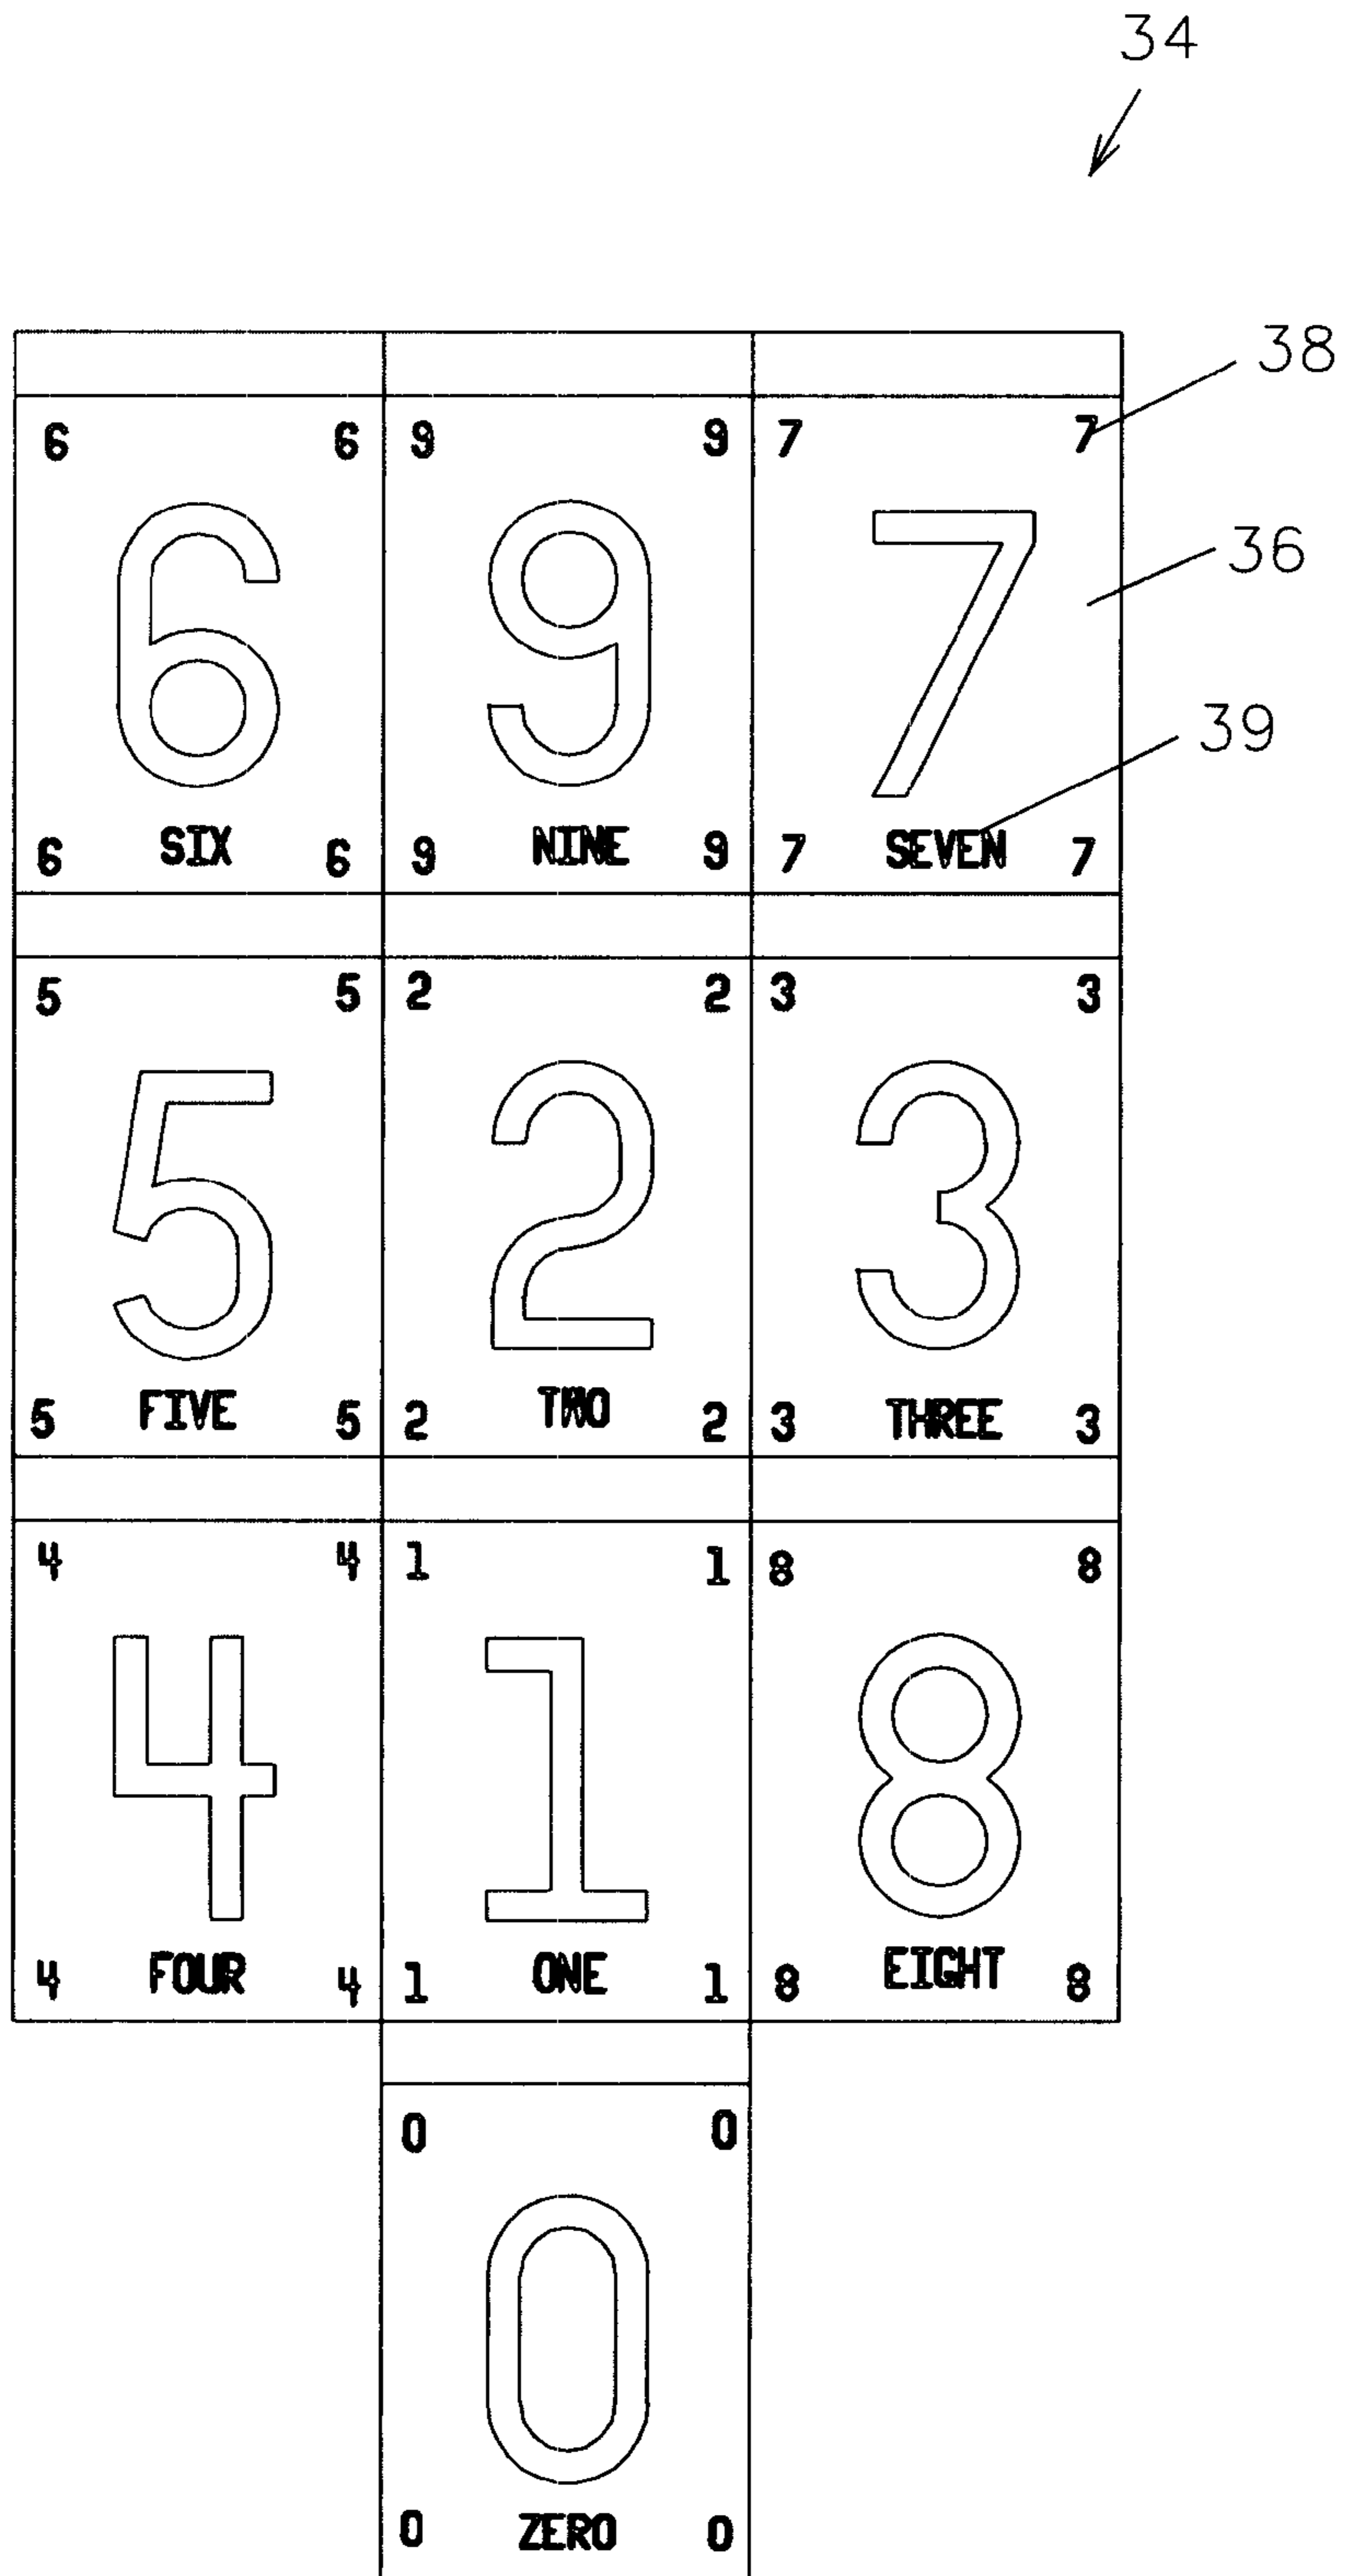 34
38
6 6 9 9 7 7
6 9 7
36
39
6 SIX 6 9 NINE 9 7 SEVEN 7
5 5 2 2 3 3
5 2 3
5 FIVE 5 2 TWO 2 3 THREE 3
4 4 1 1 8 8
4 1 8
4 FOUR 4 1 ONE 1 8 EIGHT 8
0 0
0
0 ZERO 0